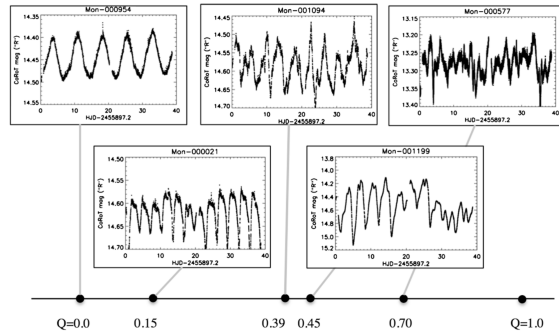 Mon-000954
14.35
14.40
14.45
14.50
14.55
CoRoT mag ("R")
0 10 20 30 40
HJD-2455897.2
Mon-001094
14.45
14.50
14.55
14.60
14.65
14.70
CoRoT mag ("R")
0 10 20 30 40
HJD-2455897.2
Mon-000577
13.15
13.20
13.25
13.30
13.35
13.40
CoRoT mag ("R")
0 10 20 30 40
HJD-2455897.2
Mon-000021
14.50
14.55
14.60
14.65
14.70
CoRoT mag ("R")
0 10 20 30 40
HJD-2455897.2
Mon-001199
13.8
14.0
14.2
14.4
14.6
14.8
15.0
15.2
CoRoT mag ("R")
0 10 20 30 40
HJD-2455897.2
Q=0.0 0.15 0.39 0.45 0.70 Q=1.0